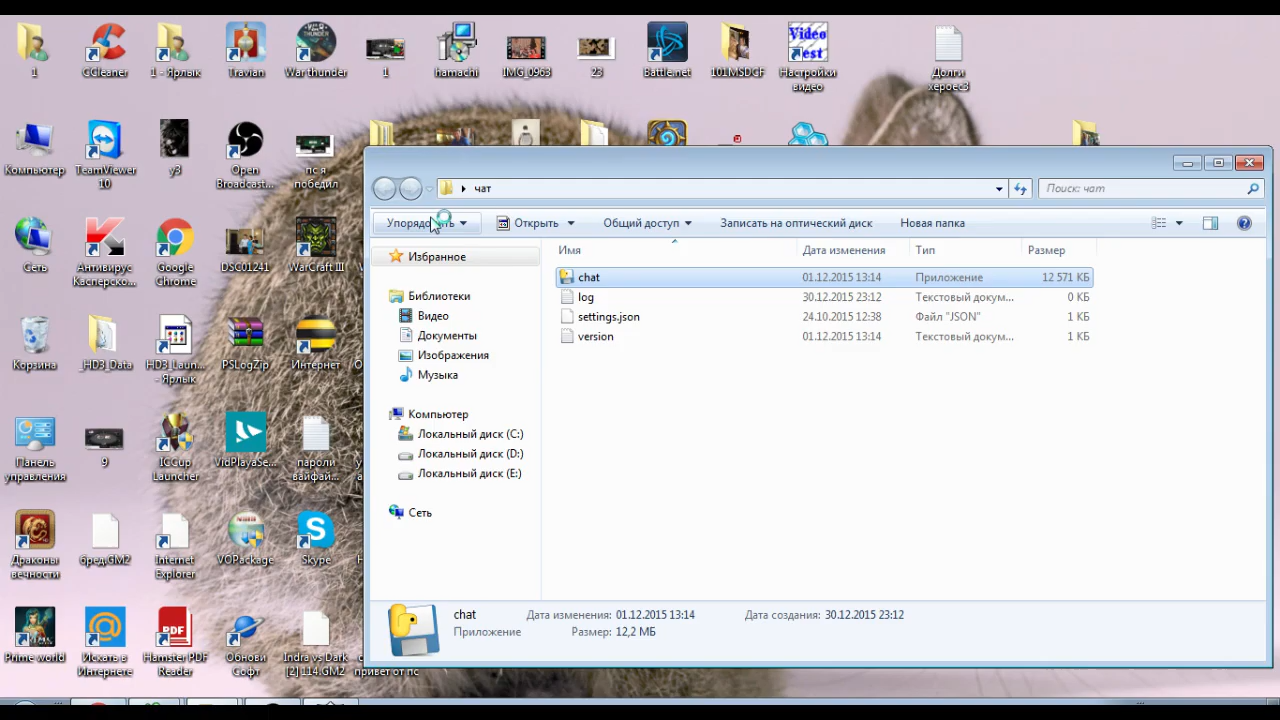 1
CCleaner
1 - Ярлык
Travian
War thunder
1
hamachi
IMG_0963
23
Battle.net
101MSDCF
Video
est
Настройки
видео
Долги
хероес3
Компьютер
TeamViewer
10
у3
Open
Broadcast...
пс я
победил
чат
Поиск: чат
Упорядочить
Открыть
Общий доступ
Записать на оптический диск
Новая папка
Сеть
Антивирус
Касперско...
Google
Chrome
DSC01241
WarCraft III
Избранное
Библиотеки
Видео
Документы
Изображения
Музыка
Компьютер
Локальный диск (C:)
Локальный диск (D:)
Локальный диск (E:)
Сеть
Имя
Дата изменения
Тип
Размер
chat
01.12.2015 13:14
Приложение
12 571 КБ
log
30.12.2015 23:12
Текстовый докум...
0 КБ
settings.json
24.10.2015 12:38
Файл "JSON"
1 КБ
version
01.12.2015 13:14
Текстовый докум...
1 КБ
Корзина
_HD3_Data
HD3_Laun...
- Ярлык
PSLogZip
Интернет
Панель
управления
9
ICCup
Launcher
VidPlayaSe...
пароли
вайфай...
Драконы
вечности
бред.GM2
Internet
Explorer
VOPackage
Skype
chat
Дата изменения: 01.12.2015 13:14
Дата создания: 30.12.2015 23:12
Приложение
Размер: 12,2 МБ
Prime world
Искать в
Интернете
PDF
Hamster PDF
Reader
Обнови
Софт
Indra vs Dark
[2] 114.GM2
привет от пс